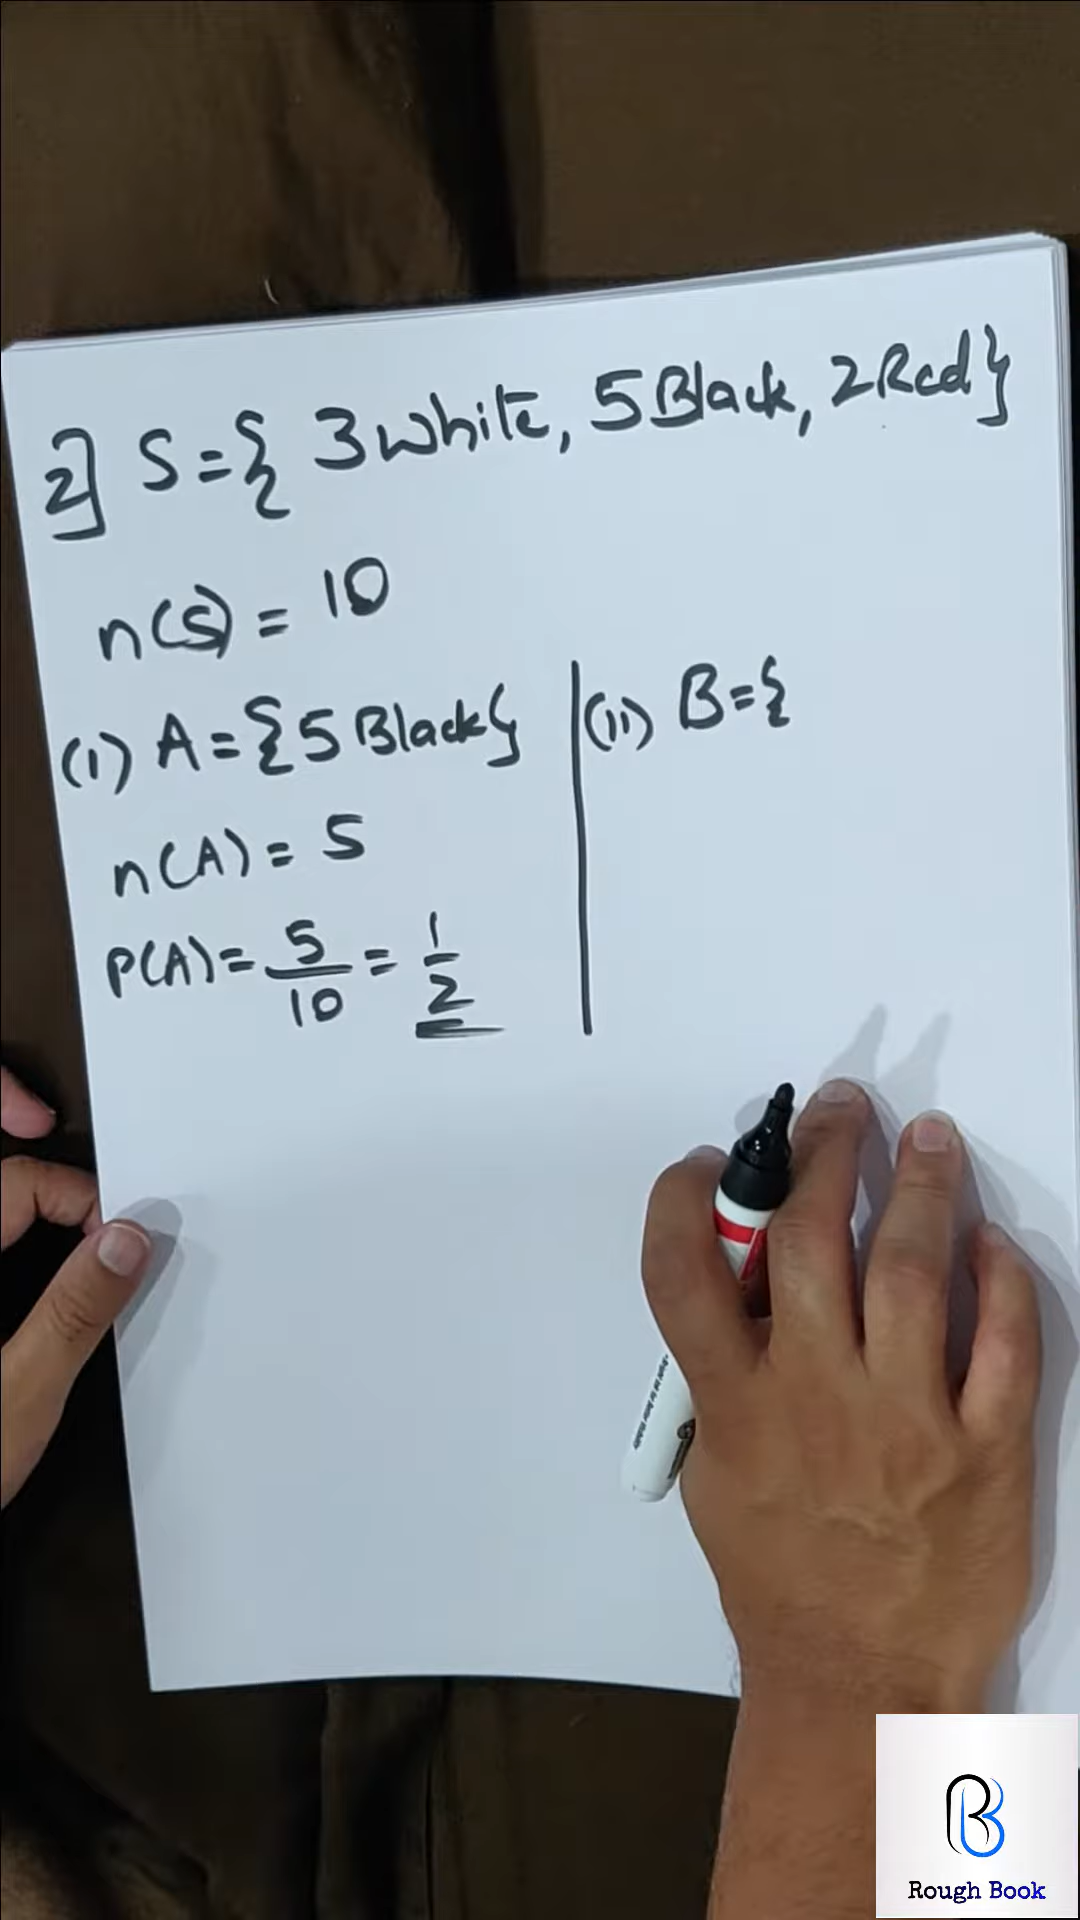 2] S={ 3 White, 5 Black, 2 Red}
n(S) = 10
(i) A={5 Black}
n(A) = 5
P(A)= 5/10 = 1/2
(ii) B={
Rough Book